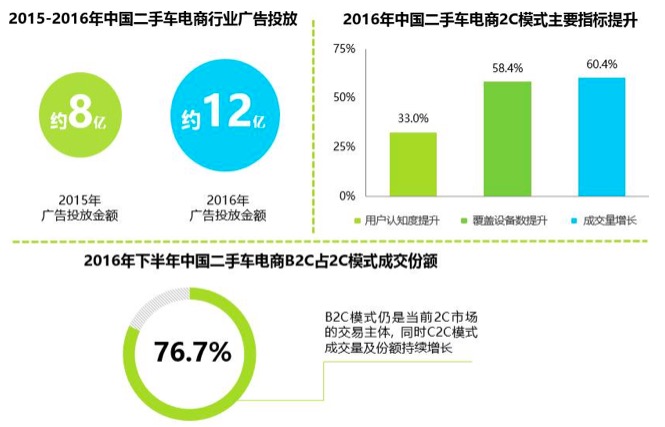 2015-2016年中国二手车电商行业广告投放
约8亿
约12亿
2015年
广告投放金额
2016年
广告投放金额
2016年中国二手车电商2C模式主要指标提升
75%
50%
25%
0%
33.0%
58.4%
60.4%
用户认知度提升
覆盖设备数提升
成交量增长
2016年下半年中国二手车电商B2C占2C模式成交份额
76.7%
B2C模式仍是当前2C市场
的交易主体, 同时C2C模式
成交量及份额持续增长